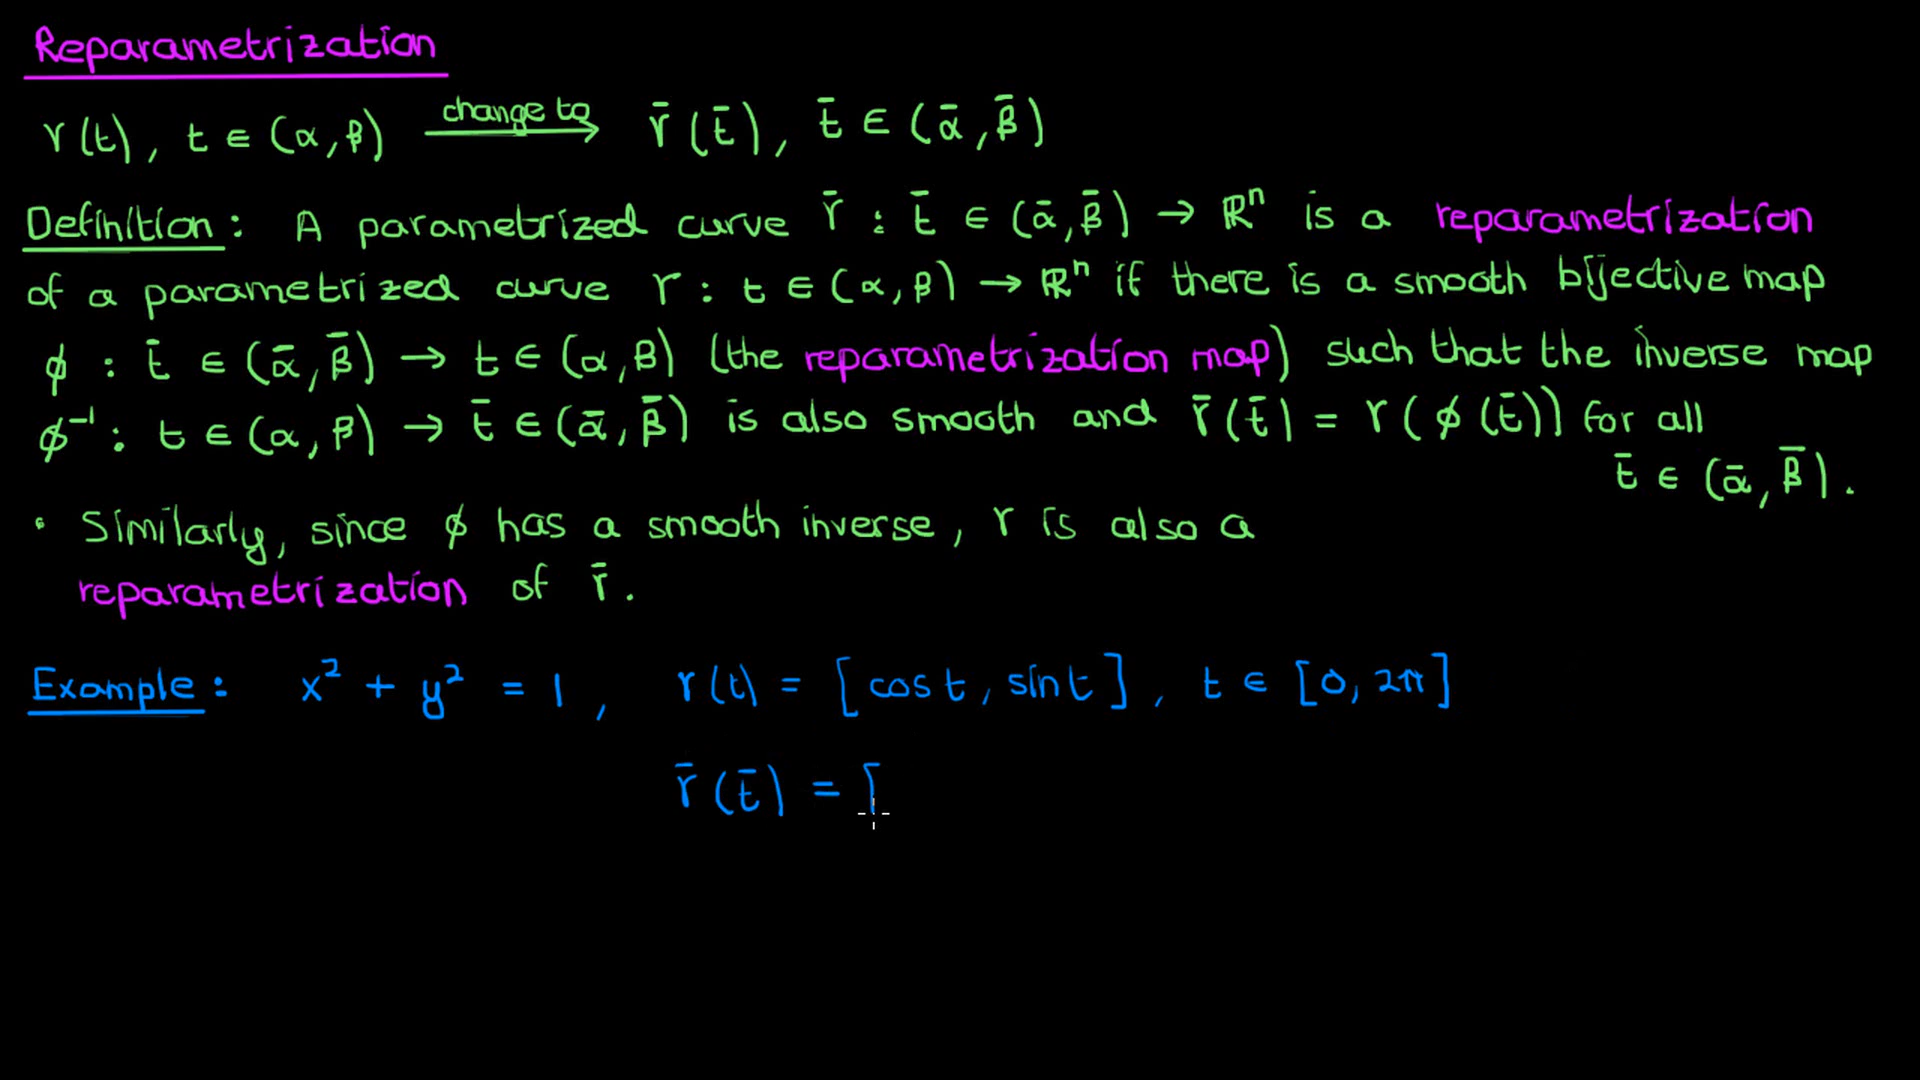 Reparametrization
r(t), t ∈ (α, β) change to → r̄(t̄), t̄ ∈ (ᾱ, β̄)
Definition: A parametrized curve r̄ : t̄ ∈ (ᾱ, β̄) → ℝⁿ is a reparametrization
of a parametrized curve r : t ∈ (α, β) → ℝⁿ if there is a smooth bijective map
ϕ : t̄ ∈ (ᾱ, β̄) → t ∈ (α, β) (the reparametrization map) such that the inverse map
ϕ⁻¹ : t ∈ (α, β) → t̄ ∈ (ᾱ, β̄) is also smooth and r̄(t̄) = r(ϕ(t̄)) for all
t̄ ∈ (ᾱ, β̄).
• Similarly, since ϕ has a smooth inverse, r is also a
reparametrization of r̄.
Example: x² + y² = 1, r(t) = [cos t, sin t], t ∈ [0, 2π]
r̄(t̄) = [